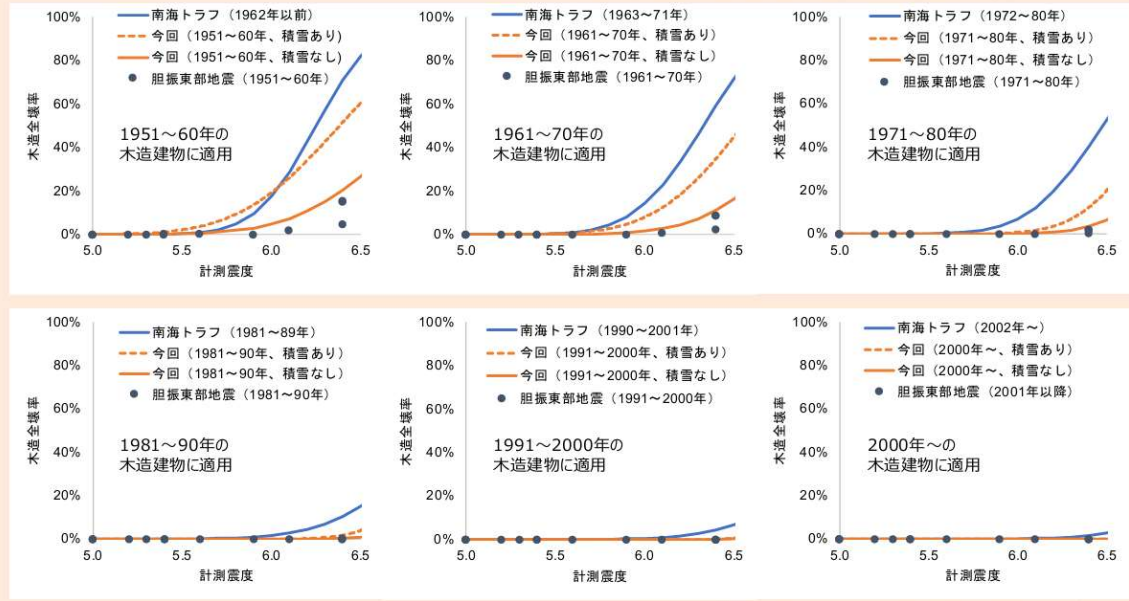 100%
80%
60%
40%
20%
0%
木造全壊率
南海トラフ（1962年以前）
今回（1951～60年、積雪あり）
今回（1951～60年、積雪なし）
胆振東部地震（1951～60年）
1951～60年の
木造建物に適用
5.0
5.5
6.0
6.5
計測震度
100%
80%
60%
40%
20%
0%
木造全壊率
南海トラフ（1963～71年）
今回（1961～70年、積雪あり）
今回（1961～70年、積雪なし）
胆振東部地震（1961～70年）
1961～70年の
木造建物に適用
5.0
5.5
6.0
6.5
計測震度
100%
80%
60%
40%
20%
0%
木造全壊率
南海トラフ（1972～80年）
今回（1971～80年、積雪あり）
今回（1971～80年、積雪なし）
胆振東部地震（1971～80年）
1971～80年の
木造建物に適用
5.0
5.5
6.0
6.5
計測震度
100%
80%
60%
40%
20%
0%
木造全壊率
南海トラフ（1981～89年）
今回（1981～90年、積雪あり）
今回（1981～90年、積雪なし）
胆振東部地震（1981～90年）
1981～90年の
木造建物に適用
5.0
5.5
6.0
6.5
計測震度
100%
80%
60%
40%
20%
0%
木造全壊率
南海トラフ（1990～2001年）
今回（1991～2000年、積雪あり）
今回（1991～2000年、積雪なし）
胆振東部地震（1991～2000年）
1991～2000年の
木造建物に適用
5.0
5.5
6.0
6.5
計測震度
100%
80%
60%
40%
20%
0%
木造全壊率
南海トラフ（2002年～）
今回（2000年～、積雪あり）
今回（2000年～、積雪なし）
胆振東部地震（2001年以降）
2000年～の
木造建物に適用
5.0
5.5
6.0
6.5
計測震度